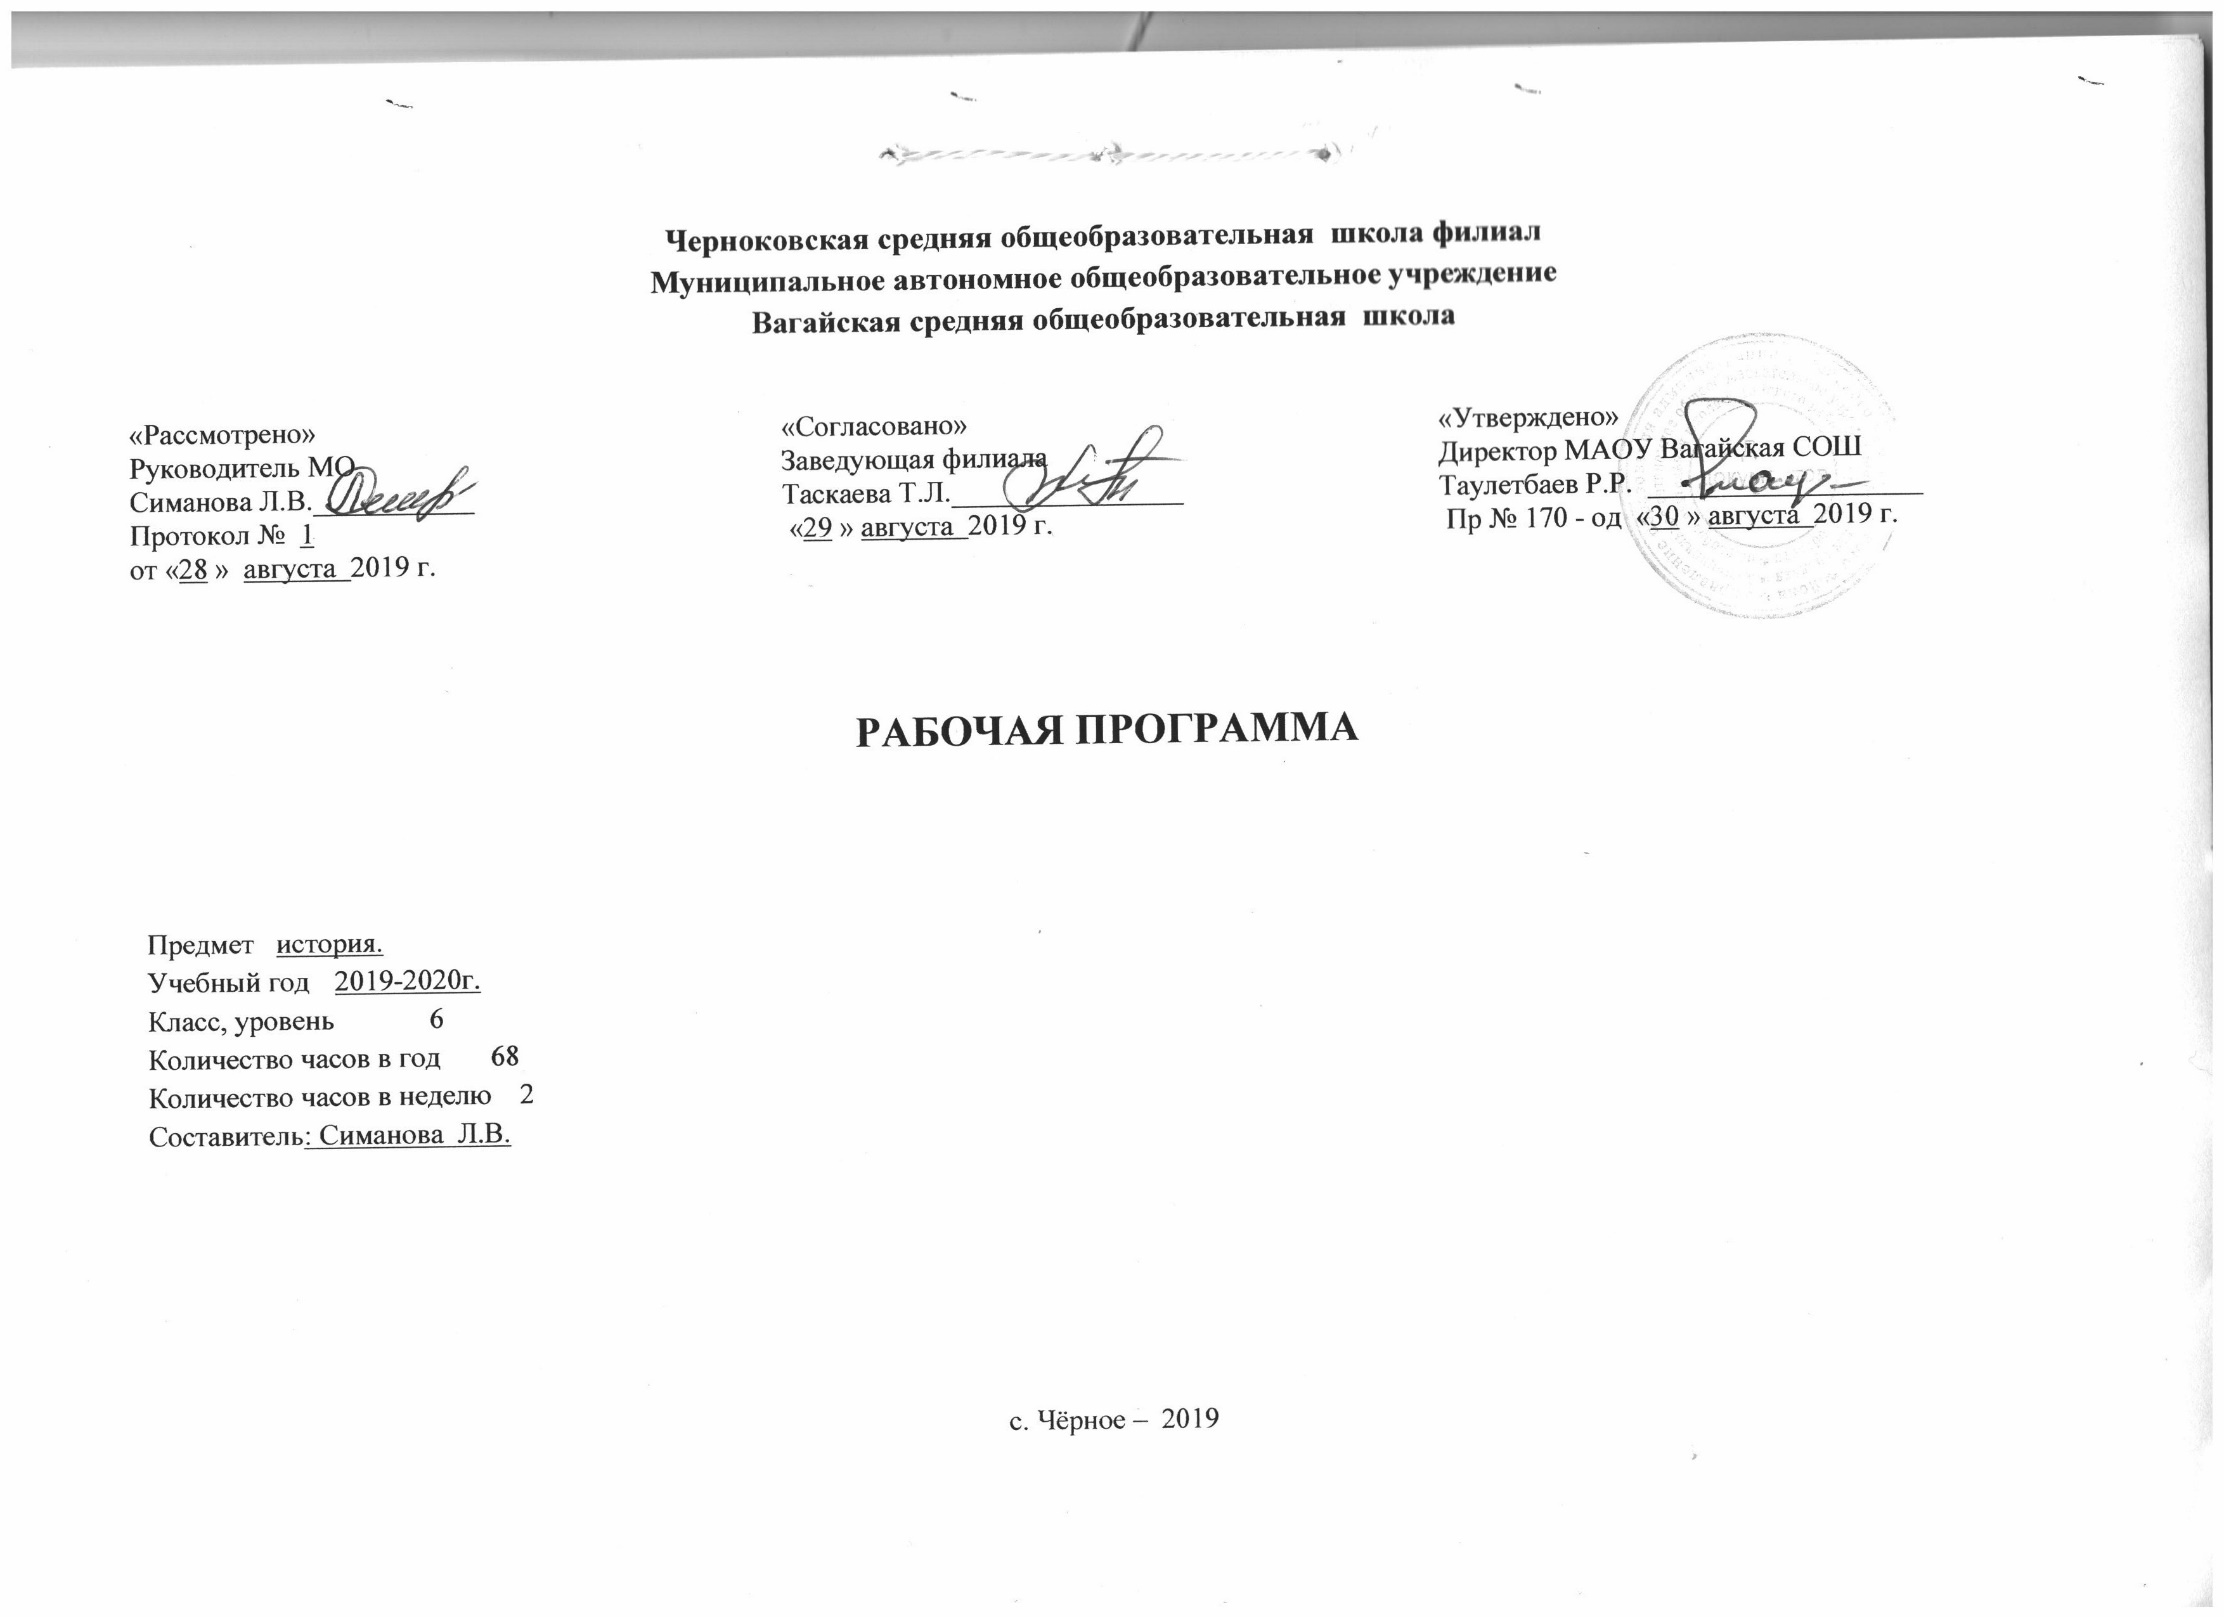 Черноковская средняя общеобразовательная школа филиал
Муниципальное автономное общеобразовательное учреждение
Вагайская средняя общеобразовательная школа
«Рассмотрено»
Руководитель МО
Симанова Л.В.
Протокол № 1
от «28 » августа 2019 г.
«Согласовано»
Заведующая филиала
Таскаева Т.Л.
«29 » августа 2019 г.
«Утверждено»
Директор МАОУ Вагайская СОШ
Таулетбаев Р.Р.
Пр № 170 - од «30 » августа 2019 г.
РАБОЧАЯ ПРОГРАММА
Предмет история.
Учебный год 2019-2020г.
Класс, уровень 6
Количество часов в год 68
Количество часов в неделю 2
Составитель: Симанова Л.В.
с. Чёрное – 2019